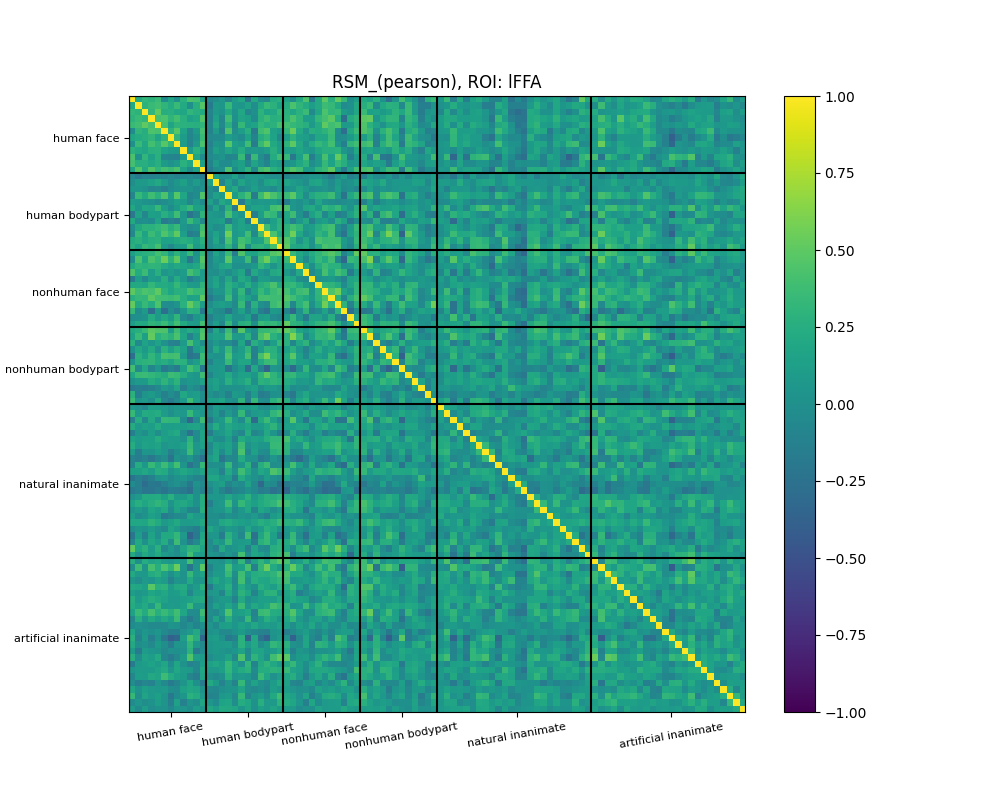 RSM_(pearson), ROI: lFFA
human face
human bodypart
nonhuman face
nonhuman bodypart
natural inanimate
artificial inanimate
human face
human bodypart
nonhuman face
nonhuman bodypart
natural inanimate
artificial inanimate
1.00
0.75
0.50
0.25
0.00
−0.25
−0.50
−0.75
−1.00